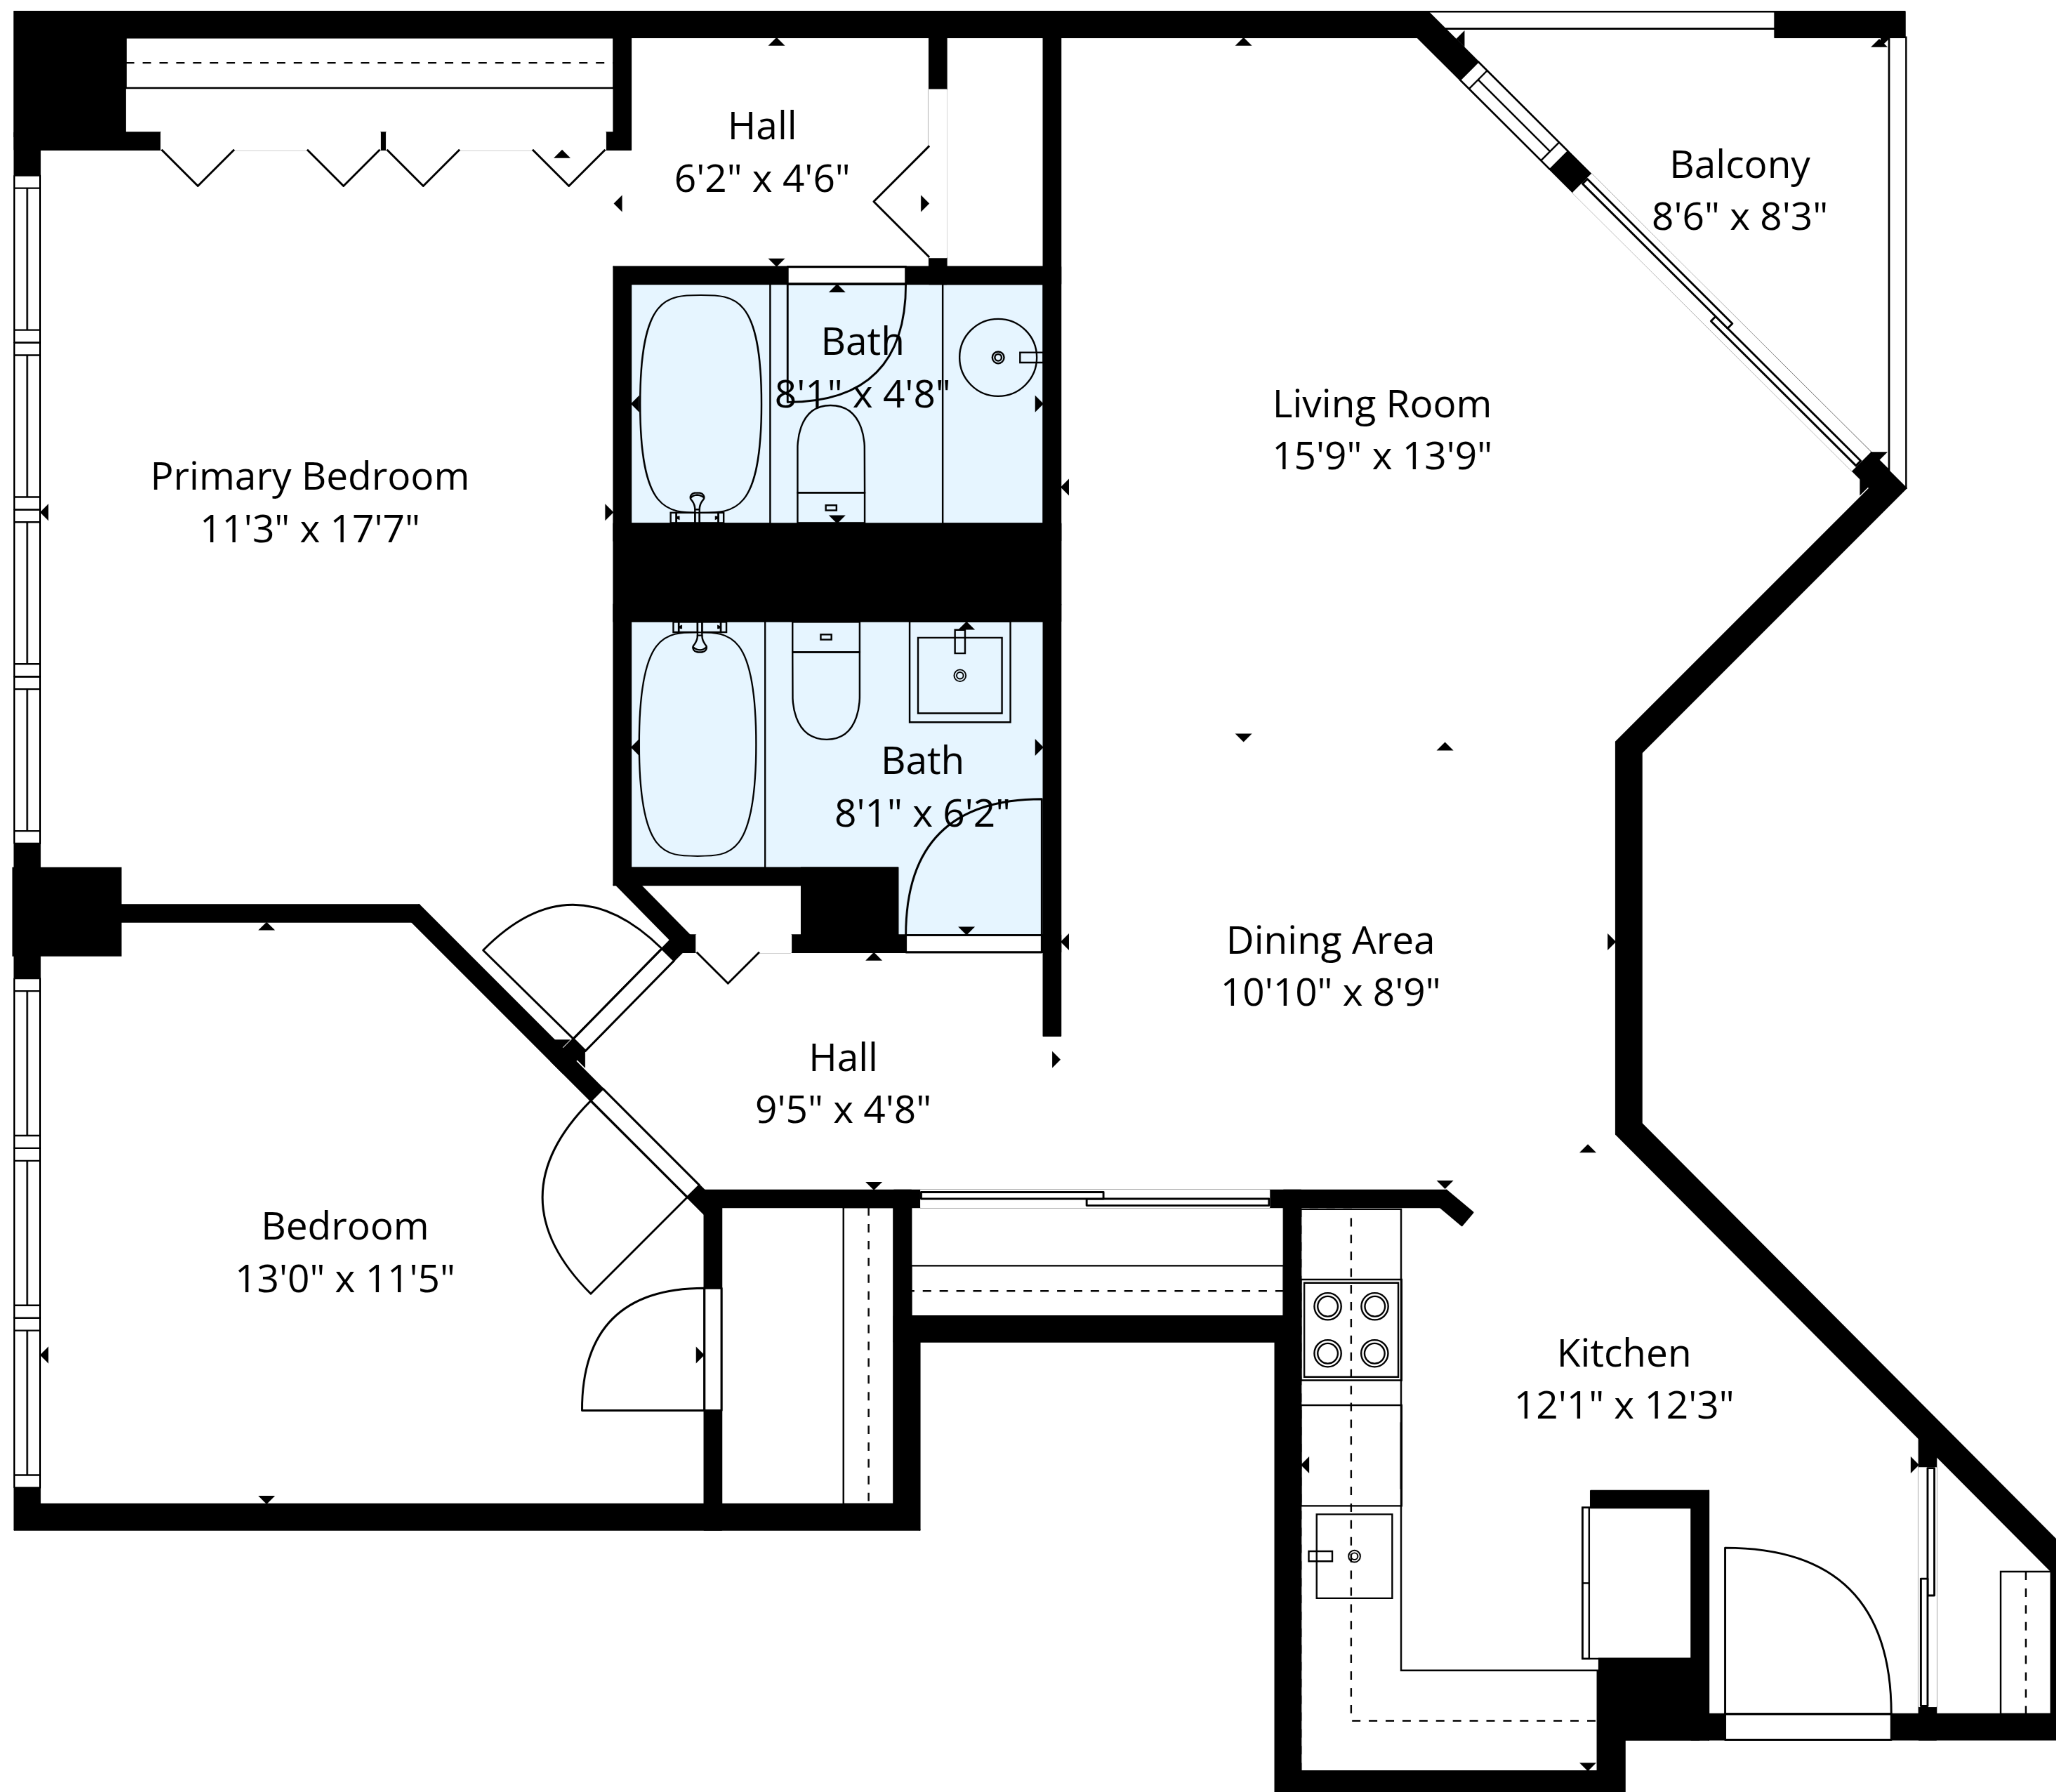 Hall
6'2" x 4'6"
Balcony
8'6" x 8'3"
Bath
8'1" x 4'8"
Living Room
15'9" x 13'9"
Primary Bedroom
11'3" x 17'7"
Bath
8'1" x 6'2"
Dining Area
10'10" x 8'9"
Hall
9'5" x 4'8"
Bedroom
13'0" x 11'5"
Kitchen
12'1" x 12'3"